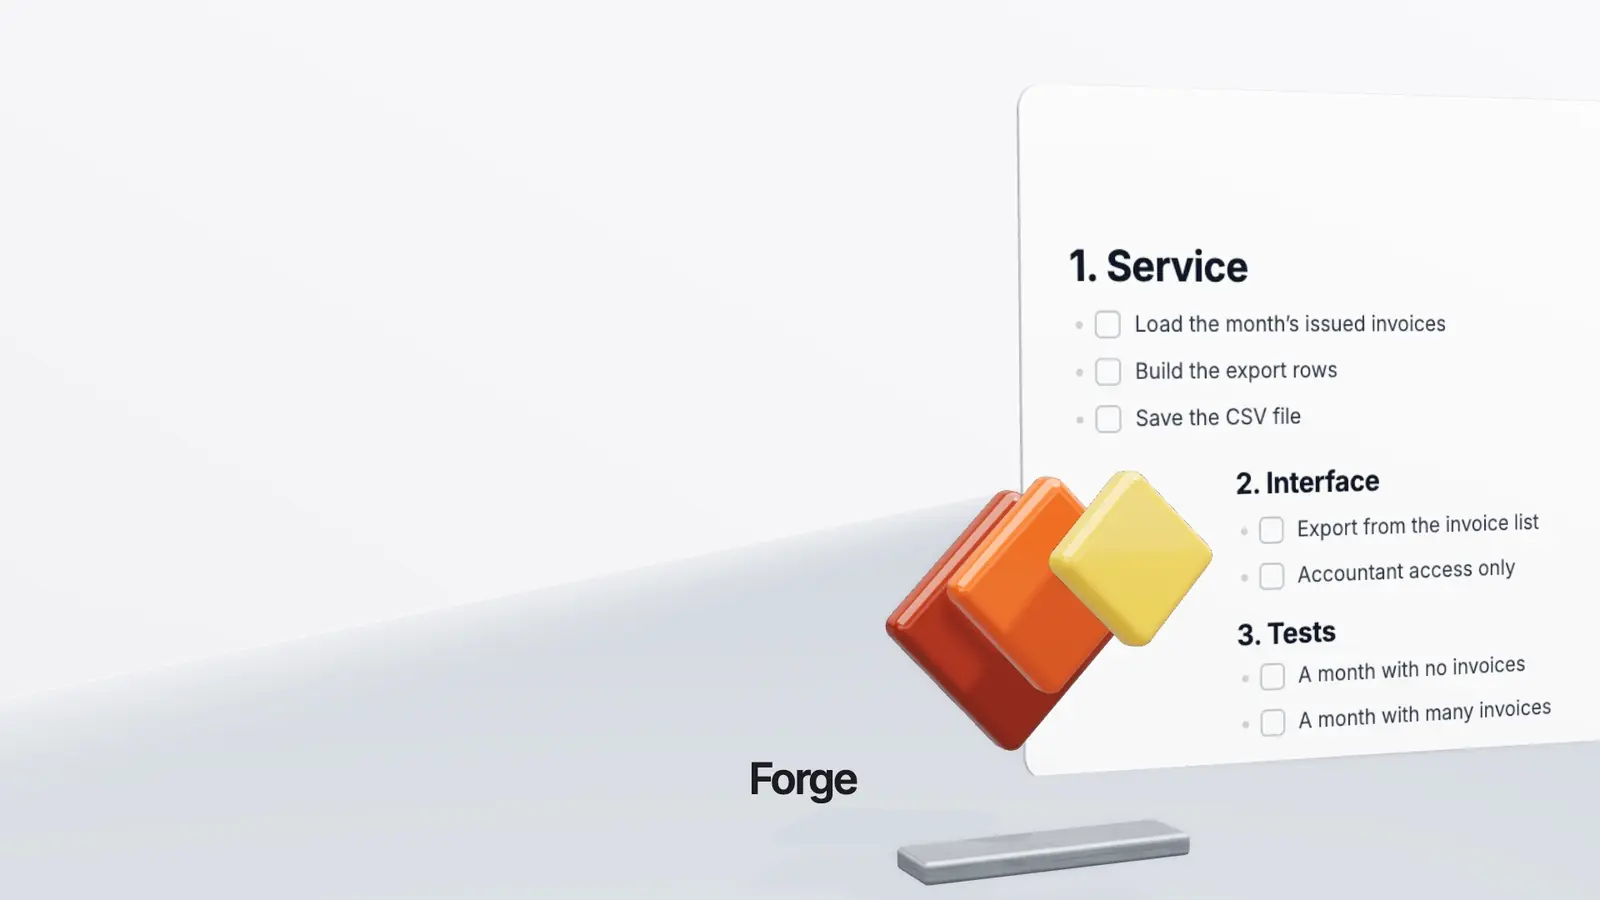 1. Service
Load the month’s issued invoices
Build the export rows
Save the CSV file
2. Interface
Export from the invoice list
Accountant access only
3. Tests
A month with no invoices
A month with many invoices
Forge